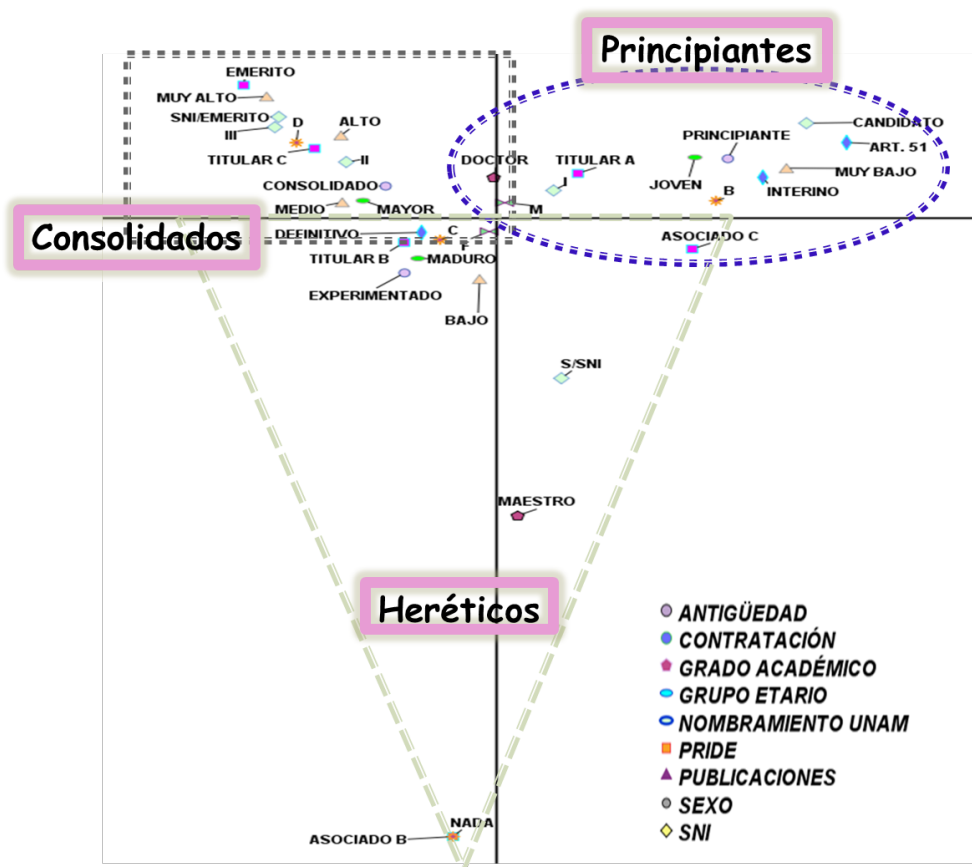 Principiantes
EMERITO
MUY ALTO
SNI/EMERITO
III
D
ALTO
TITULAR C
II
CONSOLIDADO
MEDIO
MAYOR
DOCTOR
TITULAR A
I
M
PRINCIPIANTE
JOVEN
B
CANDIDATO
ART. 51
MUY BAJO
INTERINO
ASOCIADO C
Consolidados
DEFINITIVO
C
F
TITULAR B
MADURO
EXPERIMENTADO
BAJO
S/SNI
MAESTRO
Heréticos
ANTIGÜEDAD
CONTRATACIÓN
GRADO ACADÉMICO
GRUPO ETARIO
NOMBRAMIENTO UNAM
PRIDE
PUBLICACIONES
SEXO
SNI
NADA
ASOCIADO B